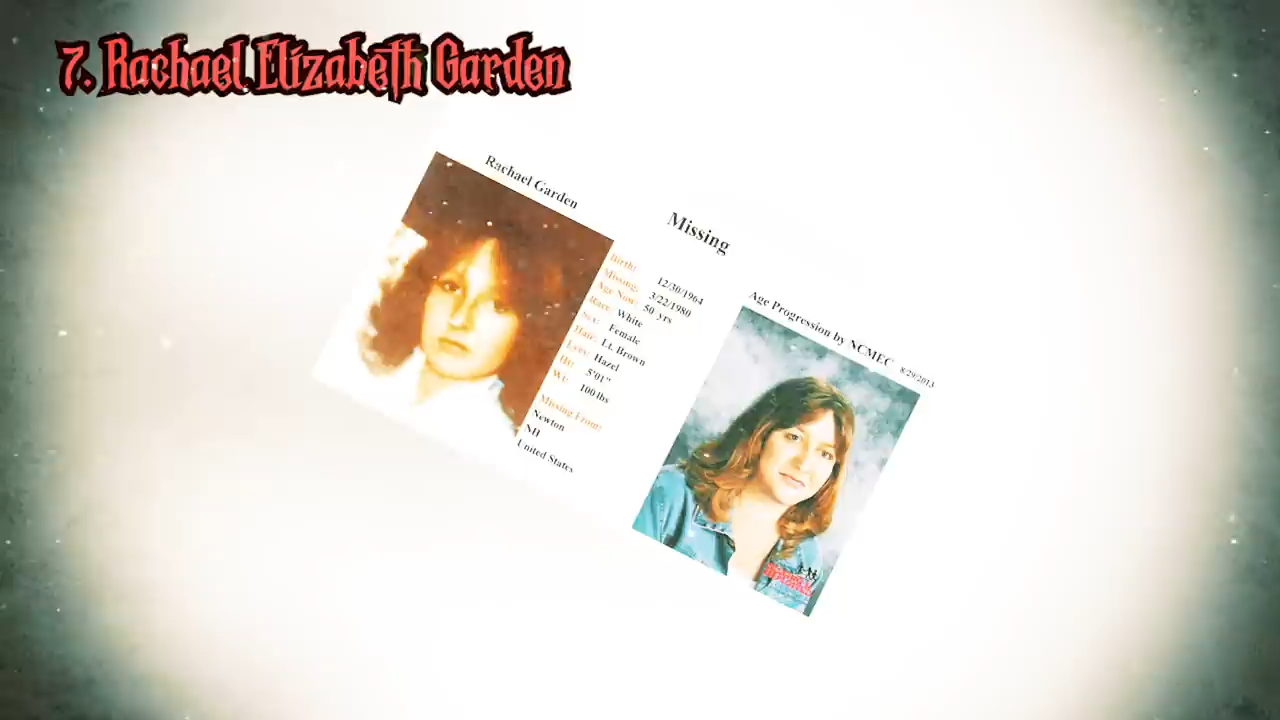 7. Rachael Elizabeth Garden
Rachael Garden
Missing
Birth: 12/30/1964
Missing: 3/22/1980
Age Now: 50 yrs
Race: White
Sex: Female
Hair: Lt. Brown
Eyes: Hazel
Ht: 5'01"
Wt: 100 lbs
Missing From:
Newton
NH
United States
Age Progression by NCMEC 8/29/2013